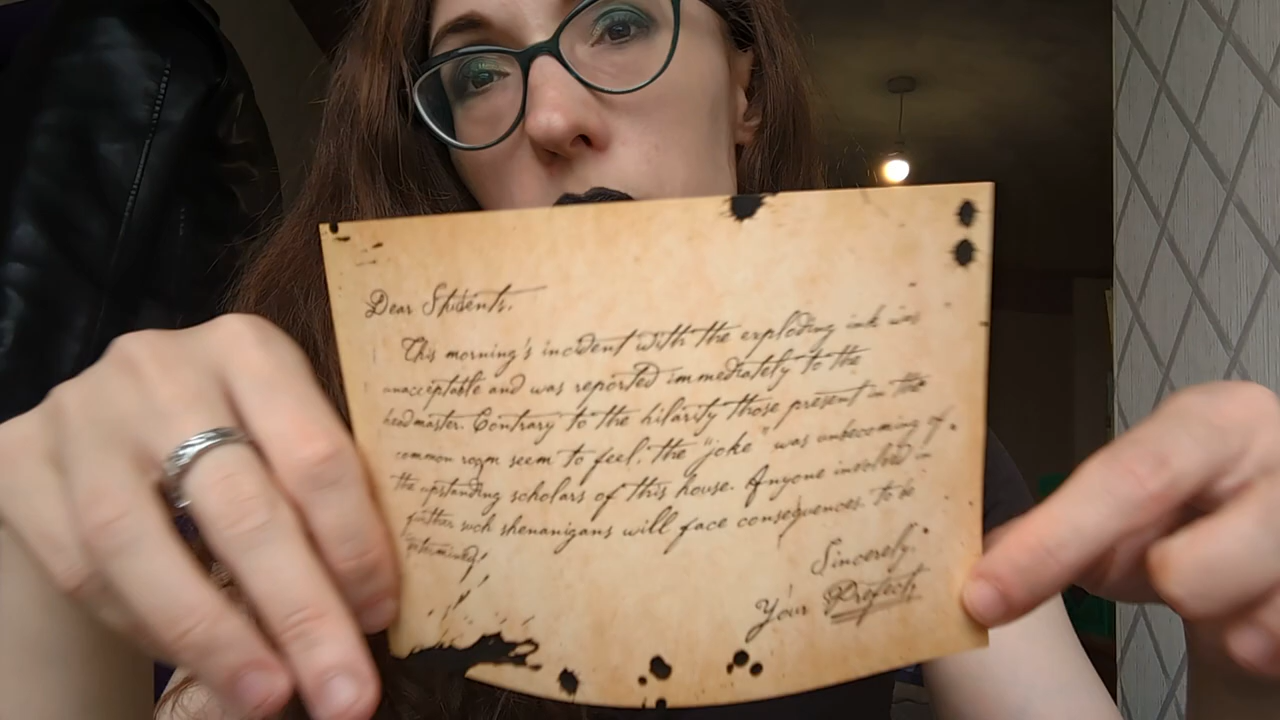 Dear Students,
This morning's incident with the exploding ink was
unacceptable and was reported immediately to the
headmaster. Contrary to the hilarity those present in the
common room seem to feel, the "joke" was unbecoming of
the upstanding scholars of this house. Anyone involved in
further such shenanigans will face consequences, to be
determined!
Sincerely,
Your Prefect